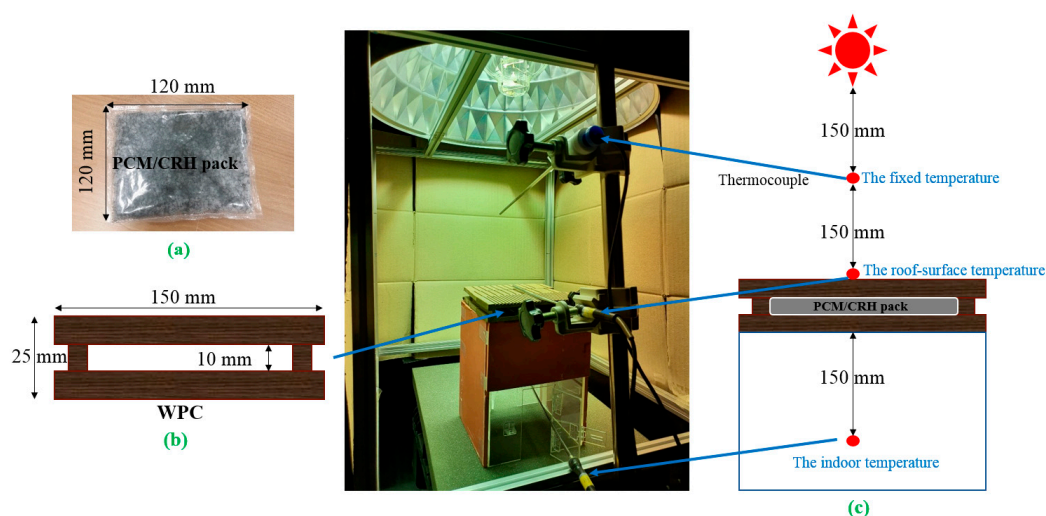 120 mm
120 mm
PCM/CRH pack
(a)
150 mm
25 mm
10 mm
WPC
(b)
150 mm
Thermocouple
The fixed temperature
150 mm
The roof-surface temperature
PCM/CRH pack
150 mm
The indoor temperature
(c)